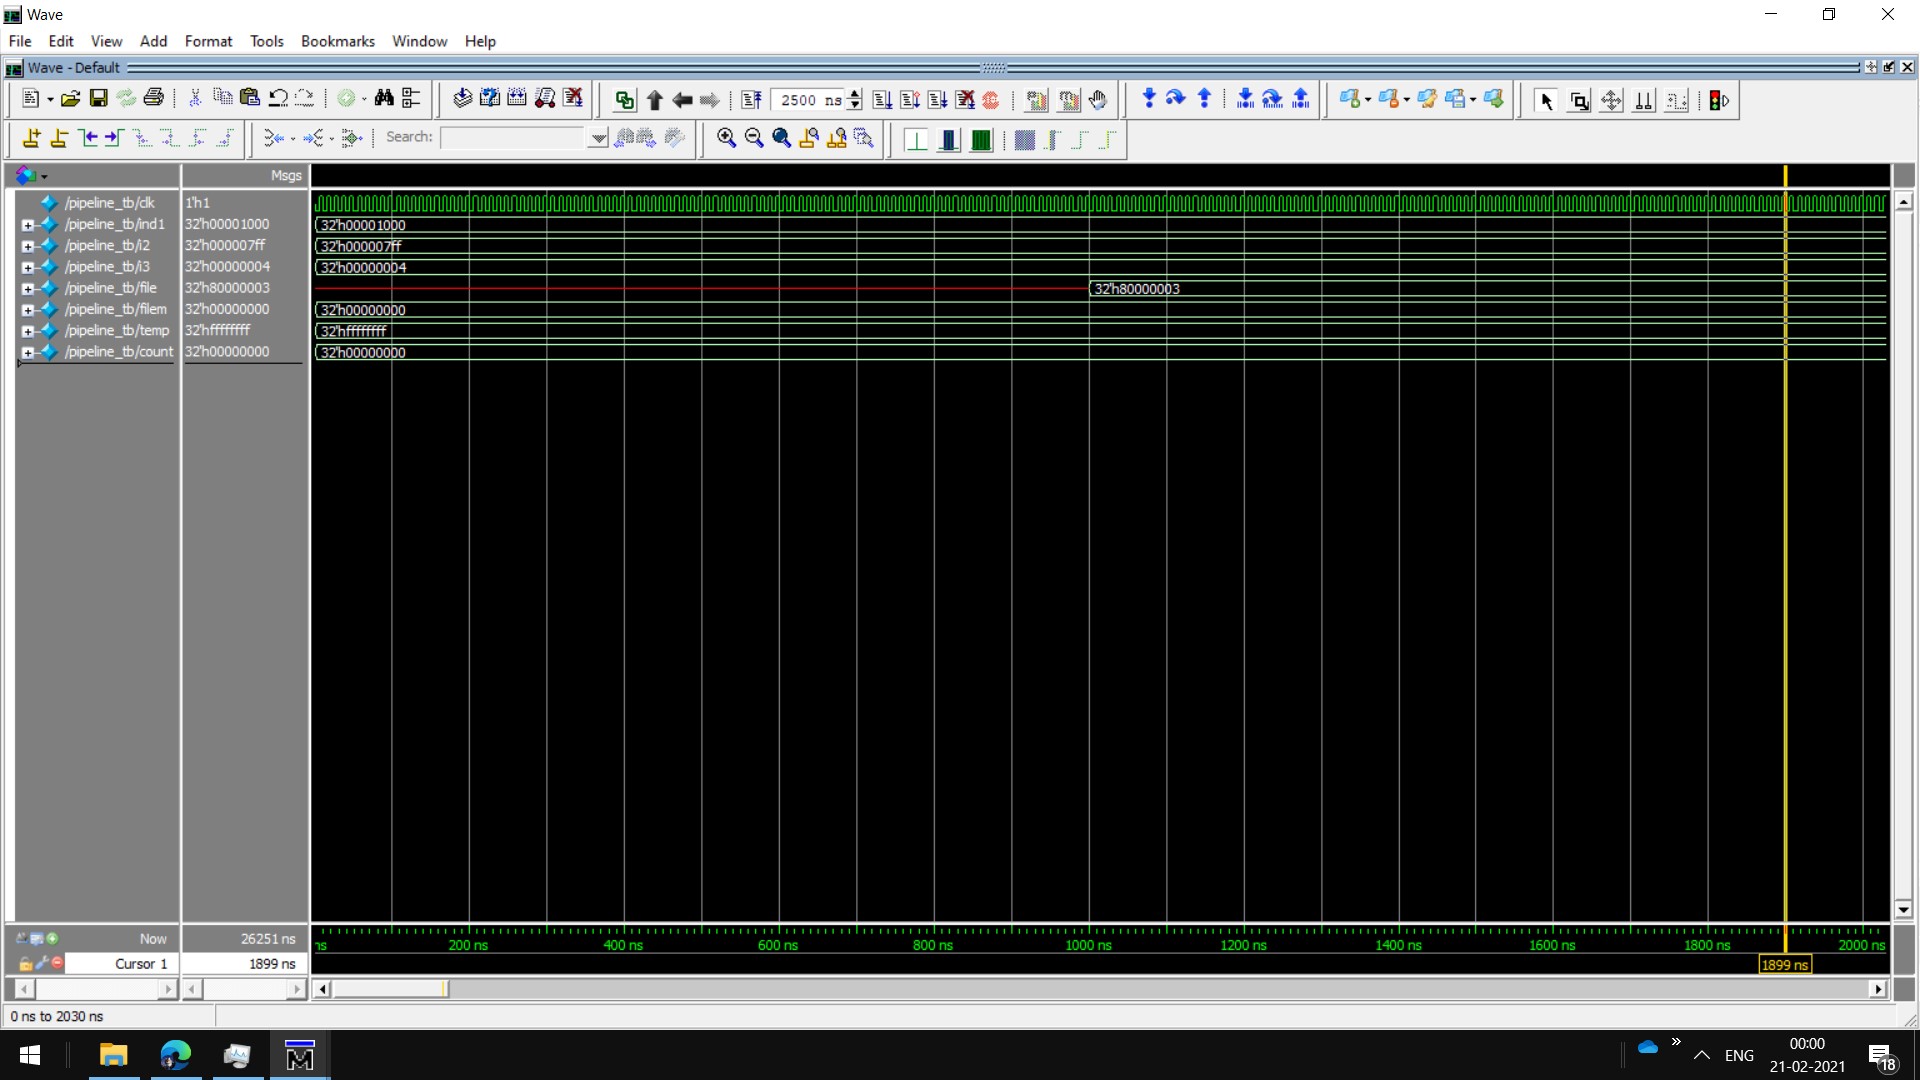 Wave
File Edit View Add Format Tools Bookmarks Window Help
Wave - Default
2500 ns
Search:
Msgs
/pipeline_tb/clk 1'h1
/pipeline_tb/ind1 32'h00001000 32'h00001000
/pipeline_tb/i2 32'h000007ff 32'h000007ff
/pipeline_tb/i3 32'h00000004 32'h00000004
/pipeline_tb/file 32'h80000003 32'h80000003
/pipeline_tb/filem 32'h00000000 32'h00000000
/pipeline_tb/temp 32'hffffffff 32'hffffffff
/pipeline_tb/count 32'h00000000 32'h00000000
Now 26251 ns ns 200 ns 400 ns 600 ns 800 ns 1000 ns 1200 ns 1400 ns 1600 ns 1800 ns 2000 ns
Cursor 1 1899 ns 1899 ns
0 ns to 2030 ns
M ENG 00:00 18
21-02-2021